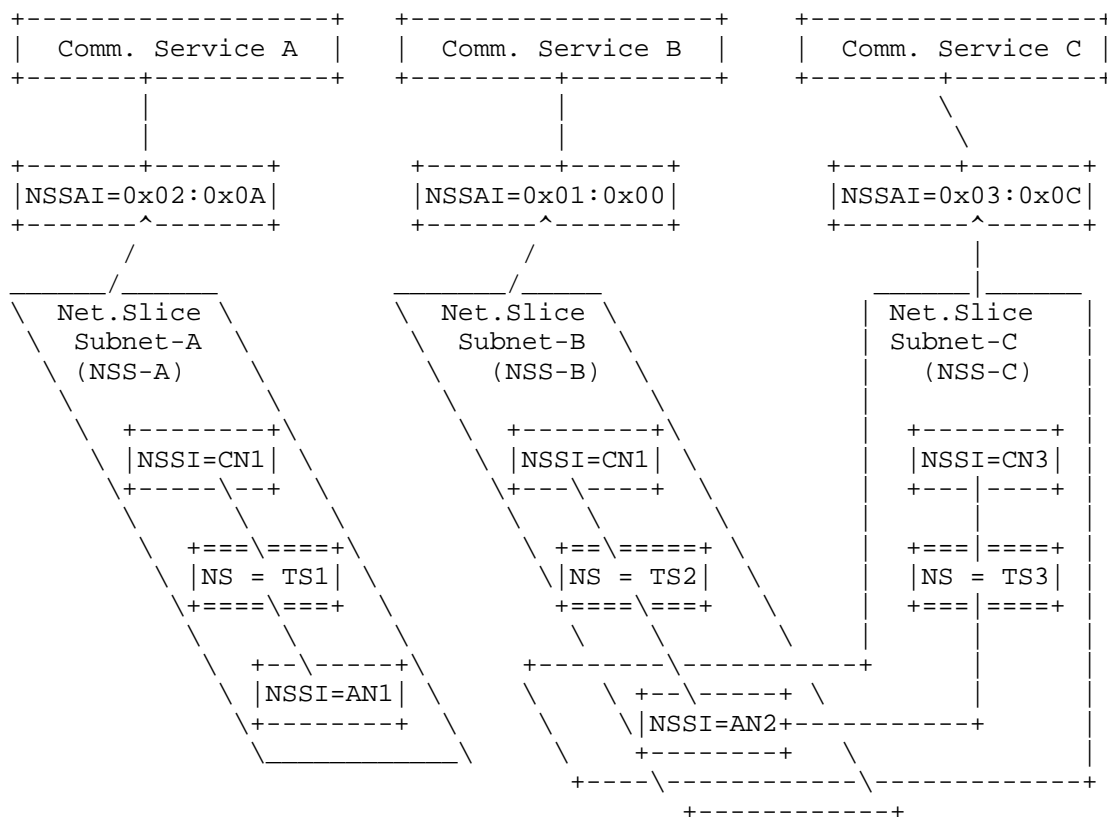 Comm. Service A Comm. Service B Comm. Service C
NSSAI=0x02:0x0A NSSAI=0x01:0x00 NSSAI=0x03:0x0C
Net.Slice Net.Slice Net.Slice
Subnet-A Subnet-B Subnet-C
(NSS-A) (NSS-B) (NSS-C)
NSSI=CN1 NSSI=CN1 NSSI=CN3
NS = TS1 NS = TS2 NS = TS3
NSSI=AN1
NSSI=AN2